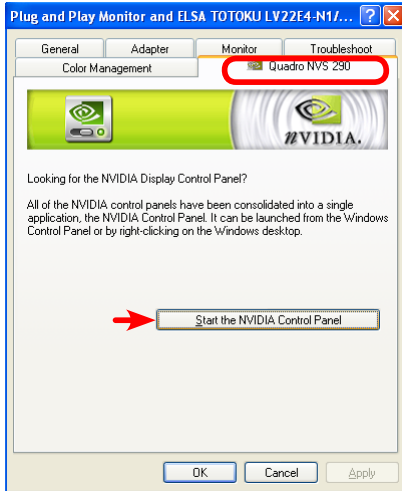 Plug and Play Monitor and ELSA TOTOKU LV22E4-N1/...
General Adapter Monitor Troubleshoot
Color Management Quadro NVS 290
NVIDIA.
Looking for the NVIDIA Display Control Panel?
All of the NVIDIA control panels have been consolidated into a single
application, the NVIDIA Control Panel. It can be launched from the Windows
Control Panel or by right-clicking on the Windows desktop.
Start the NVIDIA Control Panel
OK Cancel Apply